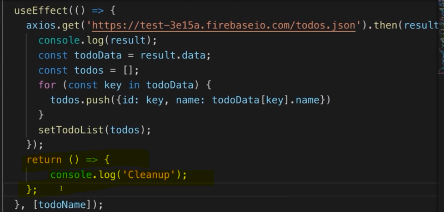 useEffect(() => {
axios.get('https://test-3e15a.firebaseio.com/todos.json').then(result
console.log(result);
const todoData = result.data;
const todos = [];
for (const key in todoData) {
todos.push({id: key, name: todoData[key].name})
}
setTodoList(todos);
});
return () => {
console.log('Cleanup');
};
}, [todoName]);